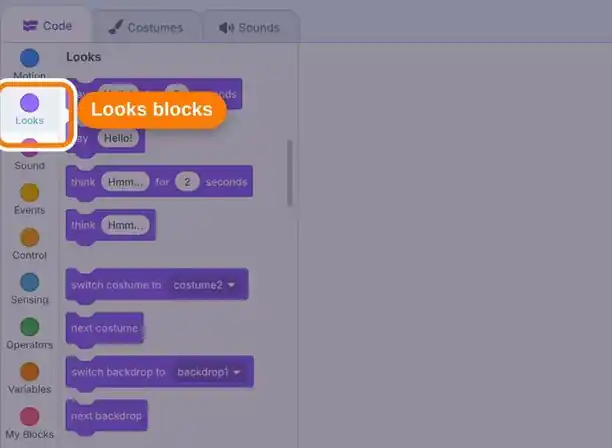 Code
Costumes
Sounds
Looks
Motion
Looks
Looks blocks
Hello!
think Hmm... for 2 seconds
Sound
think Hmm...
Events
Control
switch costume to costume2
Sensing
next costume
Operators
switch backdrop to backdrop1
Variables
next backdrop
My Blocks